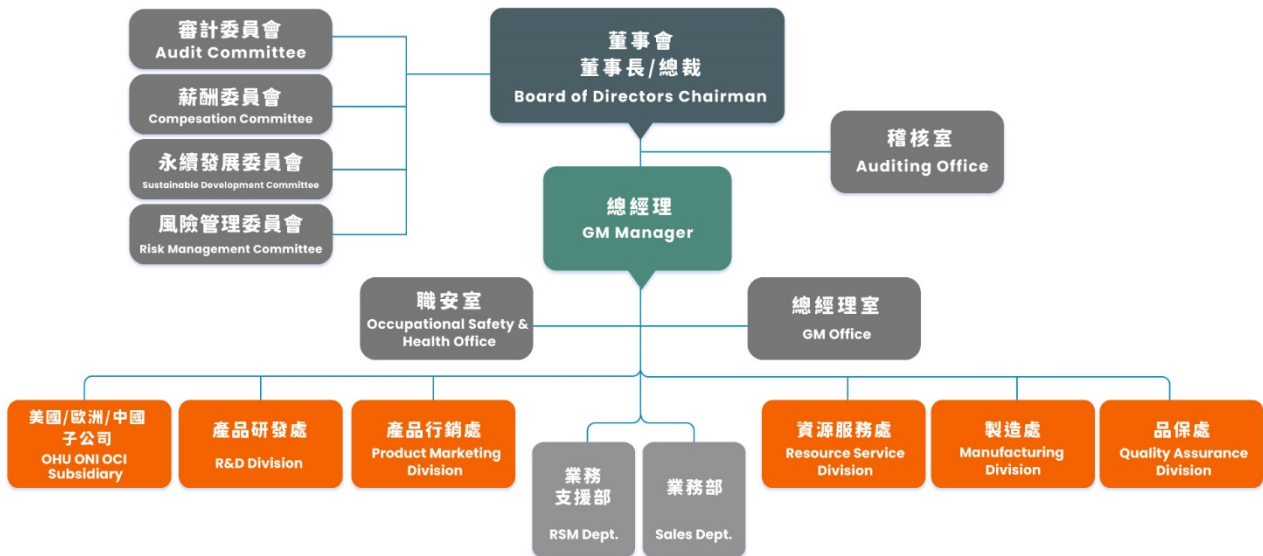 審計委員會
Audit Committee
薪酬委員會
Compesation Committee
永續發展委員會
Sustainable Development Committee
風險管理委員會
Risk Management Committee
董事會
董事長/總裁
Board of Directors Chairman
稽核室
Auditing Office
總經理
GM Manager
職安室
Occupational Safety &
Health Office
總經理室
GM Office
美國/歐洲/中國
子公司
OHU ONI OCI
Subsidiary
產品研發處
R&D Division
產品行銷處
Product Marketing
Division
業務
支援部
RSM Dept.
業務部
Sales Dept.
資源服務處
Resource Service
Division
製造處
Manufacturing
Division
品保處
Quality Assurance
Division